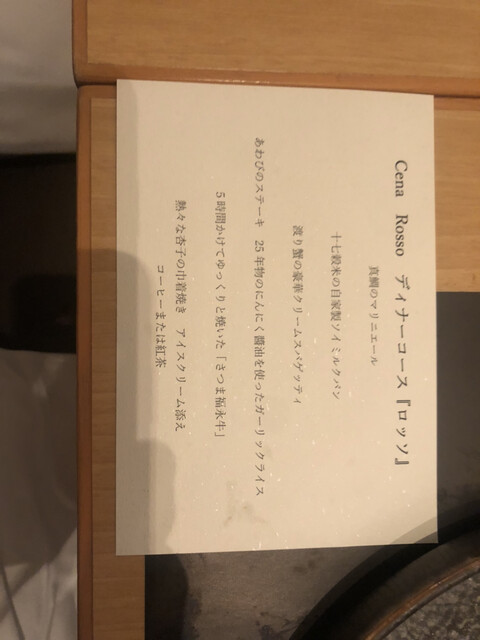 Cena Rosso ディナーコース『ロッソ』
真鯛のマリニエール
十七穀米の自家製ソイミルクパン
渡り蟹の豪華クリームスパゲッティ
あわびのステーキ 25年物のにんにく醤油を使ったガーリックライス
5時間かけてゆっくりと焼いた「さつま福永牛」
熱々な杏子の巾着焼き アイスクリーム添え
コーヒーまたは紅茶